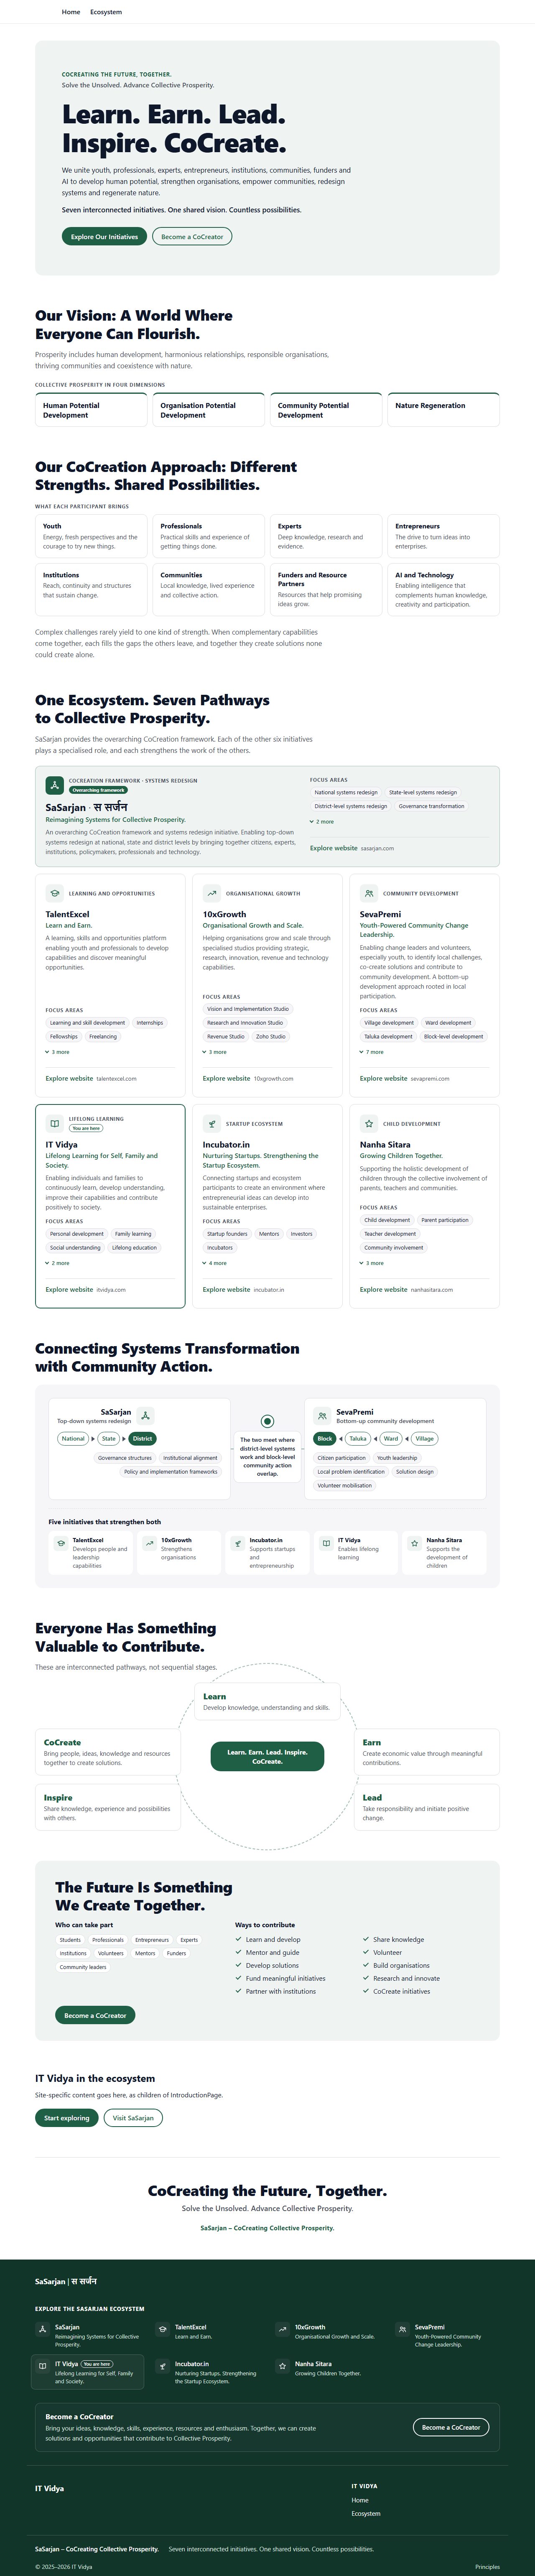 Home Ecosystem
COCREATING THE FUTURE, TOGETHER.
Solve the Unsolved. Advance Collective Prosperity.
Learn. Earn. Lead.
Inspire. CoCreate.
We unite youth, professionals, experts, entrepreneurs, institutions, communities, funders and
AI to develop human potential, strengthen organisations, empower communities, redesign
systems and regenerate nature.
Seven interconnected initiatives. One shared vision. Countless possibilities.
Explore Our Initiatives Become a CoCreator
Our Vision: A World Where
Everyone Can Flourish.
Prosperity includes human development, harmonious relationships, responsible organisations,
thriving communities and coexistence with nature.
COLLECTIVE PROSPERITY IN FOUR DIMENSIONS
Human Potential
Development
Organisation Potential
Development
Community Potential
Development
Nature Regeneration
Our CoCreation Approach: Different
Strengths. Shared Possibilities.
WHAT EACH PARTICIPANT BRINGS
Youth
Energy, fresh perspectives and the
courage to try new things.
Professionals
Practical skills and experience of
getting things done.
Experts
Deep knowledge, research and
evidence.
Entrepreneurs
The drive to turn ideas into
enterprises.
Institutions
Reach, continuity and structures
that sustain change.
Communities
Local knowledge, lived experience
and collective action.
Funders and Resource
Partners
Resources that help promising
ideas grow.
AI and Technology
Enabling intelligence that
complements human knowledge,
creativity and participation.
Complex challenges rarely yield to one kind of strength. When complementary capabilities
come together, each fills the gaps the others leave, and together they create solutions none
could create alone.
One Ecosystem. Seven Pathways
to Collective Prosperity.
SaSarjan provides the overarching CoCreation framework. Each of the other six initiatives
plays a specialised role, and each strengthens the work of the others.
COCREATION FRAMEWORK · SYSTEMS REDESIGN
Overarching framework
SaSarjan · स सर्जन
Reimagining Systems for Collective Prosperity.
An overarching CoCreation framework and systems redesign initiative. Enabling top-down
systems redesign at national, state and district levels by bringing together citizens, experts,
institutions, policymakers, professionals and technology.
FOCUS AREAS
National systems redesign State-level systems redesign
District-level systems redesign Governance transformation
2 more
Explore website sasarjan.com
LEARNING AND OPPORTUNITIES
TalentExcel
Learn and Earn.
A learning, skills and opportunities platform
enabling youth and professionals to develop
capabilities and discover meaningful
opportunities.
FOCUS AREAS
Learning and skill development Internships
Fellowships Freelancing
3 more
Explore website talentexcel.com
ORGANISATIONAL GROWTH
10xGrowth
Organisational Growth and Scale.
Helping organisations grow and scale through
specialised studios providing strategic,
research, innovation, revenue and technology
capabilities.
FOCUS AREAS
Vision and Implementation Studio
Research and Innovation Studio
Revenue Studio Zoho Studio
3 more
Explore website 10xgrowth.com
COMMUNITY DEVELOPMENT
SevaPremi
Youth-Powered Community Change
Leadership.
Enabling change leaders and volunteers,
especially youth, to identify local challenges,
co-create solutions and contribute to
community development. A bottom-up
development approach rooted in local
participation.
FOCUS AREAS
Village development Ward development
Taluka development Block-level development
7 more
Explore website sevapremi.com
LIFELONG LEARNING
You are here
IT Vidya
Lifelong Learning for Self, Family and
Society.
Enabling individuals and families to
continuously learn, develop understanding,
improve their capabilities and contribute
positively to society.
FOCUS AREAS
Personal development Family learning
Social understanding Lifelong education
2 more
Explore website itvidya.com
STARTUP ECOSYSTEM
Incubator.in
Nurturing Startups. Strengthening the
Startup Ecosystem.
Connecting startups and ecosystem
participants to create an environment where
entrepreneurial ideas can develop into
sustainable enterprises.
FOCUS AREAS
Startup founders Mentors Investors
Incubators
4 more
Explore website incubator.in
CHILD DEVELOPMENT
Nanha Sitara
Growing Children Together.
Supporting the holistic development of
children through the collective involvement of
parents, teachers and communities.
FOCUS AREAS
Child development Parent participation
Teacher development
Community involvement
3 more
Explore website nanhasitara.com
Connecting Systems Transformation
with Community Action.
SaSarjan
Top-down systems redesign
National State District
Governance structures Institutional alignment
Policy and implementation frameworks
The two meet where
district-level systems
work and block-level
community action
overlap.
SevaPremi
Bottom-up community development
Block Taluka Ward Village
Citizen participation Youth leadership
Local problem identification Solution design
Volunteer mobilisation
Five initiatives that strengthen both
TalentExcel
Develops people and
leadership
capabilities
10xGrowth
Strengthens
organisations
Incubator.in
Supports startups
and
entrepreneurship
IT Vidya
Enables lifelong
learning
Nanha Sitara
Supports the
development of
children
Everyone Has Something
Valuable to Contribute.
These are interconnected pathways, not sequential stages.
Learn
Develop knowledge, understanding and skills.
CoCreate
Bring people, ideas, knowledge and resources
together to create solutions.
Learn. Earn. Lead. Inspire.
CoCreate.
Earn
Create economic value through meaningful
contributions.
Inspire
Share knowledge, experience and possibilities
with others.
Lead
Take responsibility and initiate positive
change.
The Future Is Something
We Create Together.
Who can take part
Students Professionals Entrepreneurs Experts
Institutions Volunteers Mentors Funders
Community leaders
Ways to contribute
Learn and develop
Mentor and guide
Develop solutions
Fund meaningful initiatives
Partner with institutions
Share knowledge
Volunteer
Build organisations
Research and innovate
CoCreate initiatives
Become a CoCreator
IT Vidya in the ecosystem
Site-specific content goes here, as children of IntroductionPage.
Start exploring Visit SaSarjan
CoCreating the Future, Together.
Solve the Unsolved. Advance Collective Prosperity.
SaSarjan – CoCreating Collective Prosperity.
SaSarjan | स सर्जन
EXPLORE THE SASARJAN ECOSYSTEM
SaSarjan
Reimagining Systems for Collective
Prosperity.
TalentExcel
Learn and Earn.
10xGrowth
Organisational Growth and Scale.
SevaPremi
Youth-Powered Community
Change Leadership.
IT Vidya You are here
Lifelong Learning for Self, Family
and Society.
Incubator.in
Nurturing Startups. Strengthening
the Startup Ecosystem.
Nanha Sitara
Growing Children Together.
Become a CoCreator
Bring your ideas, knowledge, skills, experience, resources and enthusiasm. Together, we can create
solutions and opportunities that contribute to Collective Prosperity.
Become a CoCreator
IT Vidya
IT VIDYA
Home
Ecosystem
SaSarjan – CoCreating Collective Prosperity. Seven interconnected initiatives. One shared vision. Countless possibilities.
© 2025–2026 IT Vidya Principles